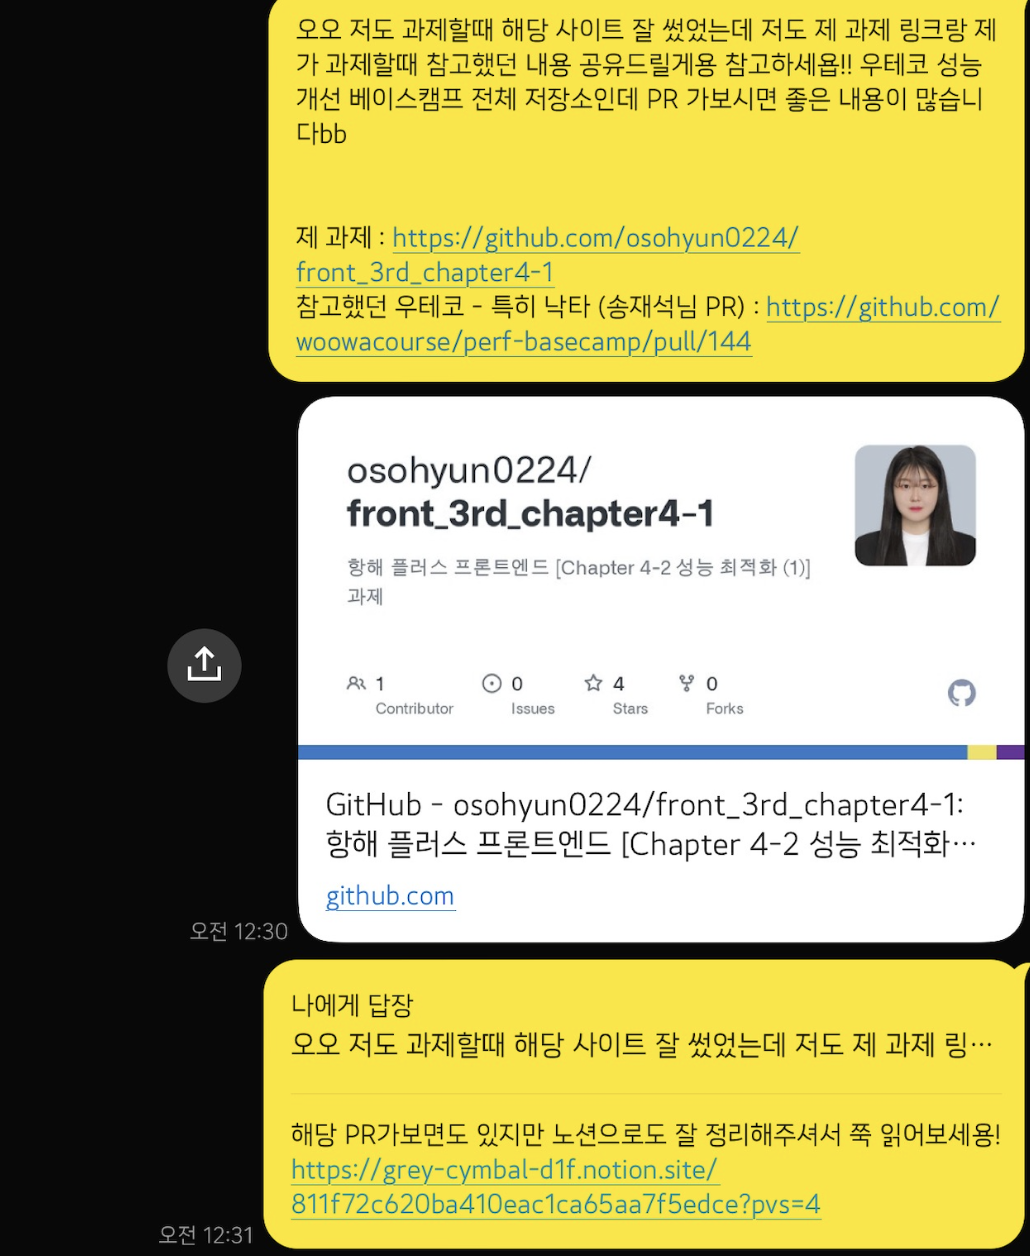 오오 저도 과제할때 해당 사이트 잘 썼었는데 저도 제 과제 링크랑 제
가 과제할때 참고했던 내용 공유드릴게용 참고하세욥!! 우테코 성능
개선 베이스캠프 전체 저장소인데 PR 가보시면 좋은 내용이 많습니
다bb
제 과제 : https://github.com/osohyun0224/
front_3rd_chapter4-1
참고했던 우테코 - 특히 낙타 (송재석님 PR) : https://github.com/
woowacourse/perf-basecamp/pull/144
osohyun0224/
front_3rd_chapter4-1
항해 플러스 프론트엔드 [Chapter 4-2 성능 최적화 (1)]
과제
1 0 4 0
Contributor Issues Stars Forks
GitHub - osohyun0224/front_3rd_chapter4-1:
항해 플러스 프론트엔드 [Chapter 4-2 성능 최적화…
github.com
오전 12:30
나에게 답장
오오 저도 과제할때 해당 사이트 잘 썼었는데 저도 제 과제 링…
해당 PR가보면도 있지만 노션으로도 잘 정리해주셔서 쭉 읽어보세용!
https://grey-cymbal-d1f.notion.site/
811f72c620ba410eac1ca65aa7f5edce?pvs=4
오전 12:31